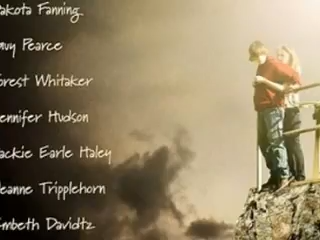 akota Fanning
uy Pearce
orest Whitaker
ennifer Hudson
ackie Earle Haley
eanne Tripplehorn
mbeth Davidtz